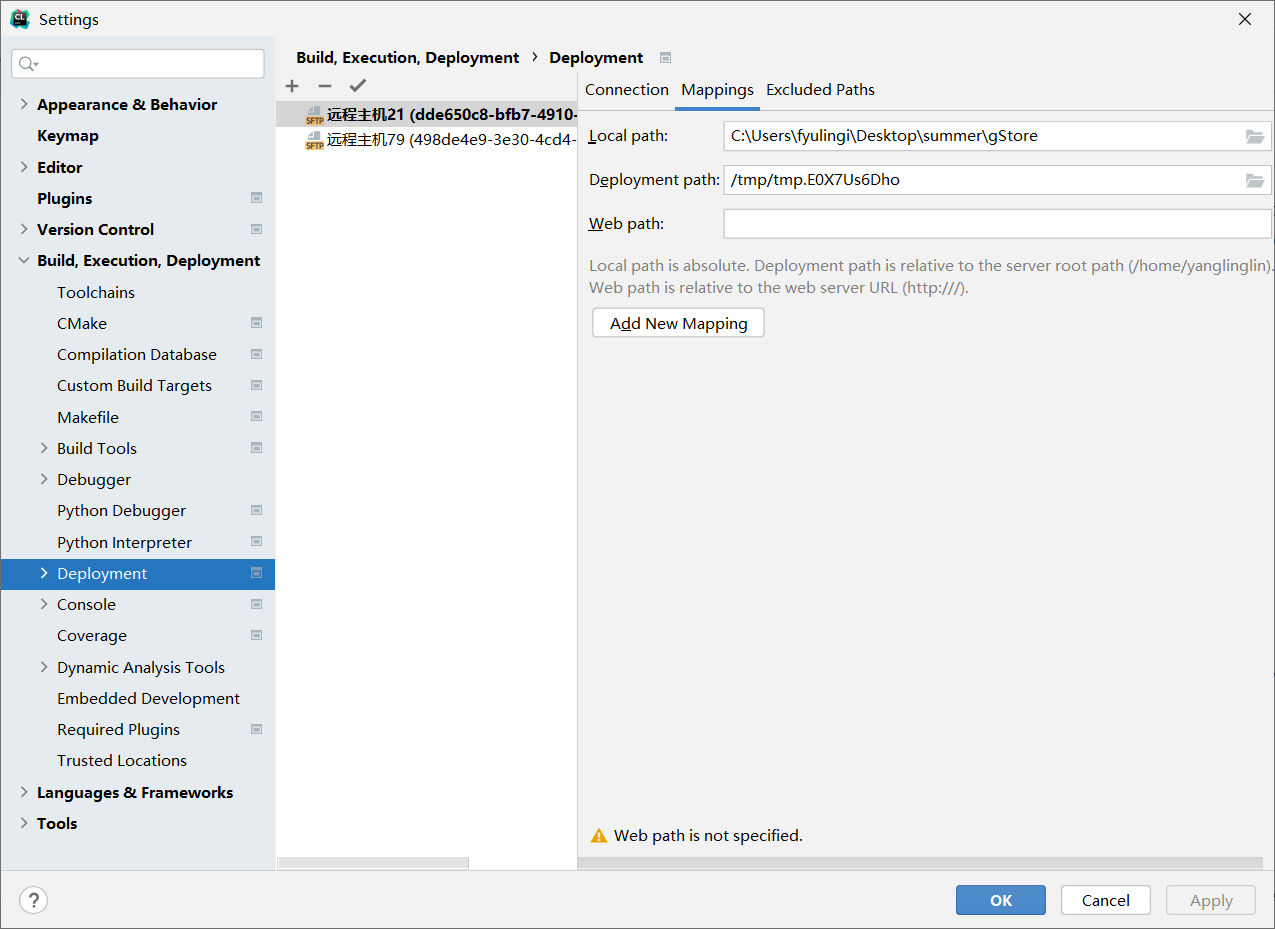 CL
Settings
Build, Execution, Deployment › Deployment
Connection
Mappings
Excluded Paths
Appearance & Behavior
Keymap
Editor
Plugins
Version Control
Build, Execution, Deployment
Toolchains
CMake
Compilation Database
Custom Build Targets
Makefile
Build Tools
Debugger
Python Debugger
Python Interpreter
Deployment
Console
Coverage
Dynamic Analysis Tools
Embedded Development
Required Plugins
Trusted Locations
Languages & Frameworks
Tools
SFTP 远程主机21 (dde650c8-bfb7-4910-
SFTP 远程主机79 (498de4e9-3e30-4cd4-
Local path: C:\Users\fyulingi\Desktop\summer\gStore
Deployment path: /tmp/tmp.E0X7Us6Dho
Web path:
Local path is absolute. Deployment path is relative to the server root path (/home/yanglinglin).
Web path is relative to the web server URL (http:///).
Add New Mapping
Web path is not specified.
?
OK
Cancel
Apply